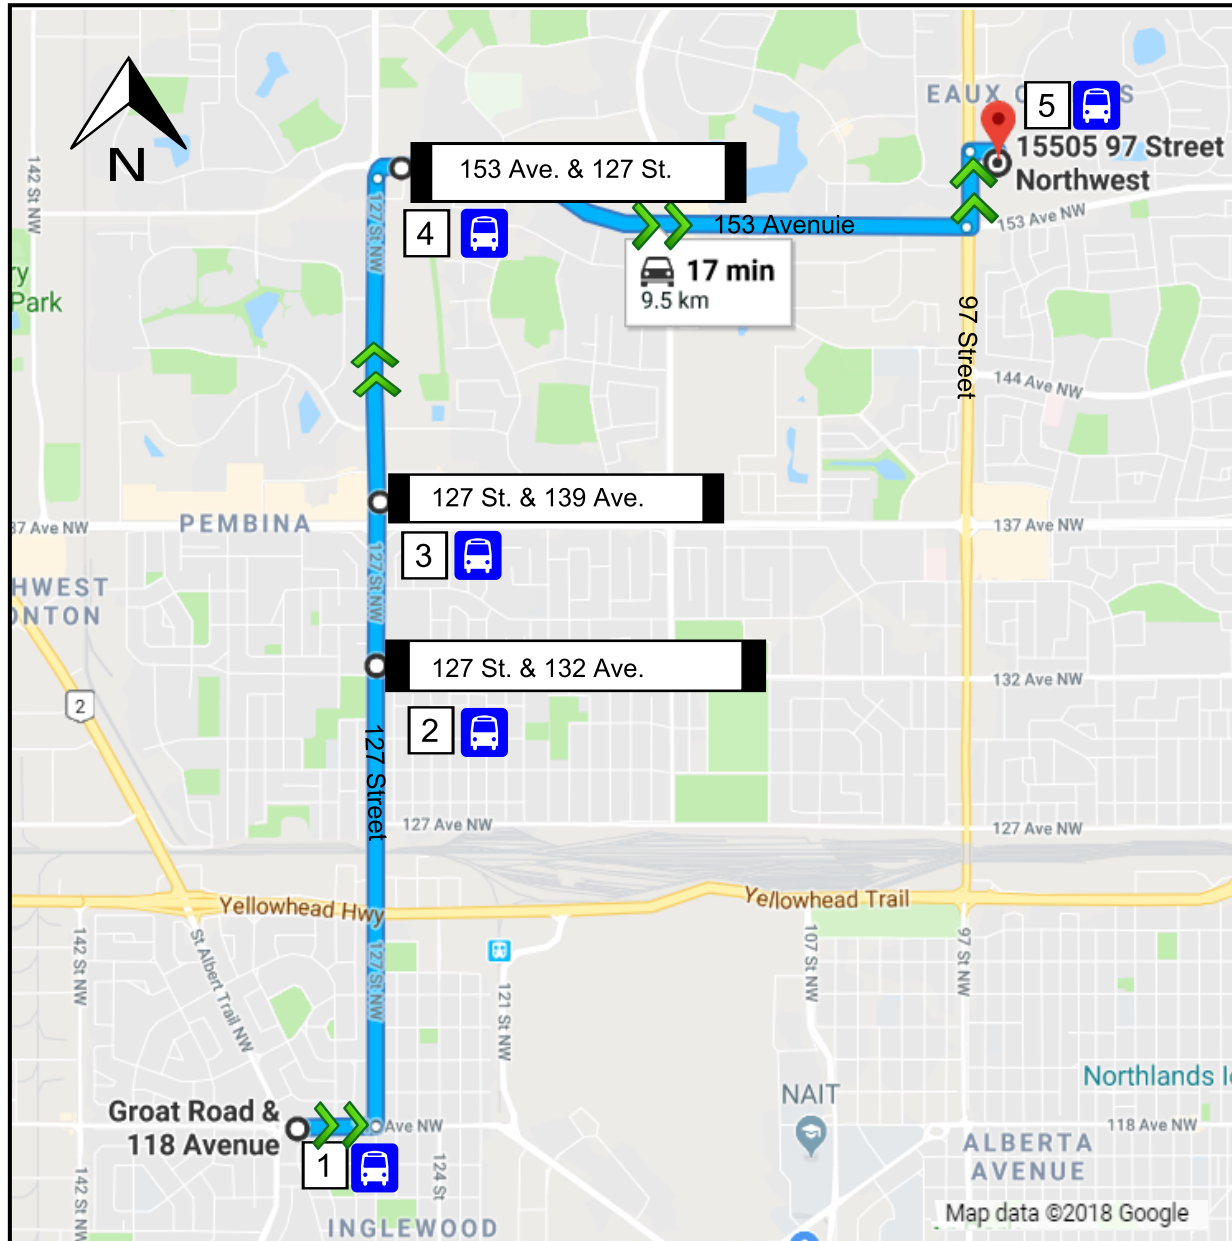 N
142 St NW
EAUX C
S
5
15505 97 Street
Northwest
153 Ave. & 127 St.
127 St NW
4
153 Avenuie
153 Ave NW
17 min
9.5 km
ry
Park
97 Street
144 Ave NW
127 St. & 139 Ave.
37 Ave NW
PEMBINA
137 Ave NW
3
127 St NW
HWEST
ONTON
127 St. & 132 Ave.
132 Ave NW
2
2
127 Street
127 Ave NW
127 Ave NW
Yellowhead Hwy
Yellowhead Trail
142 St NW
St Albert Trail NW
127 St NW
121 St NW
107 St NW
97 St NW
Northlands I
NAIT
Groat Road &
118 Avenue
Ave NW
118 Ave NW
1
124 St
142 St NW
ALBERTA
AVENUE
INGLEWOOD
Map data ©2018 Google